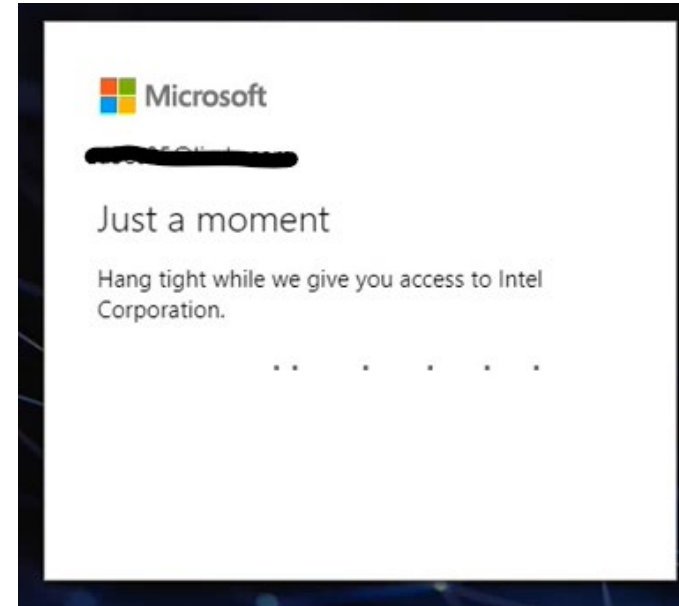 Microsoft
Just a moment
Hang tight while we give you access to Intel
Corporation.